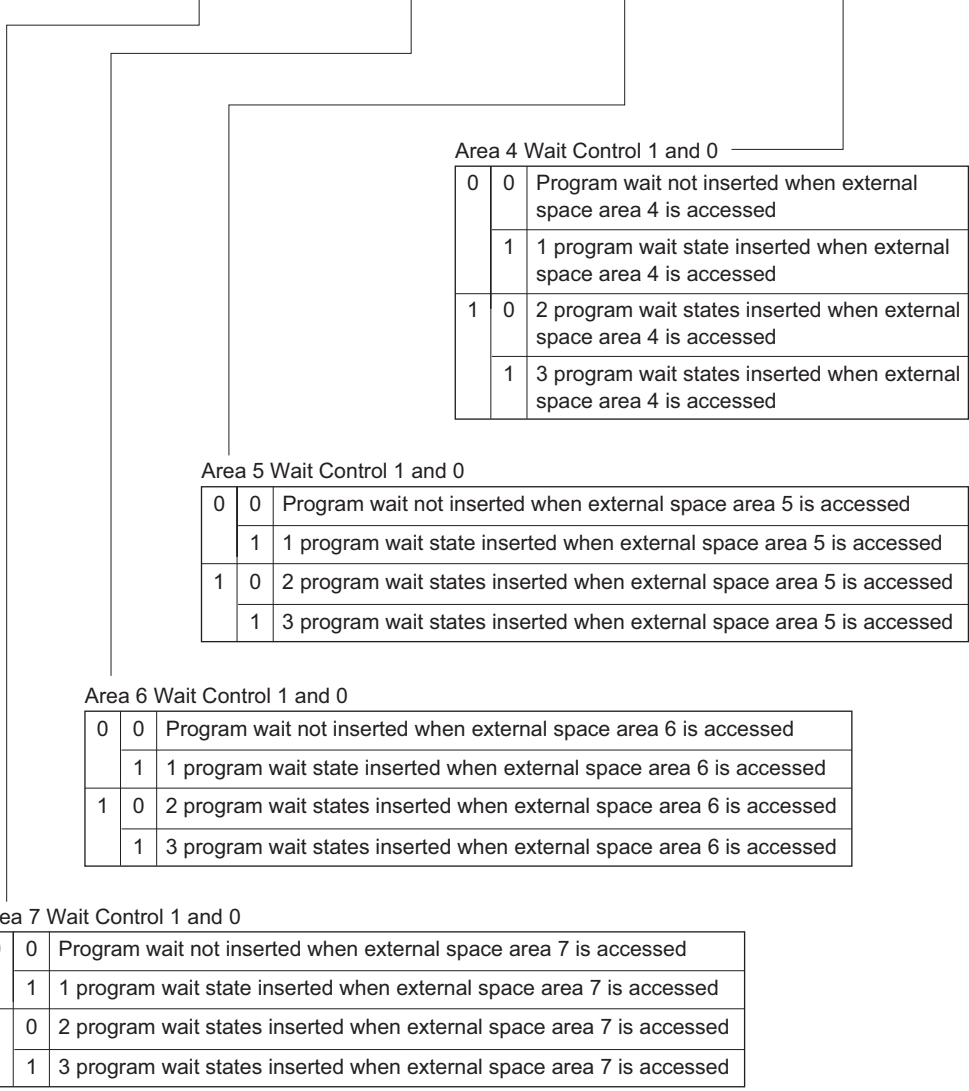 Area 4 Wait Control 1 and 0
0 0 Program wait not inserted when external
space area 4 is accessed
1 1 program wait state inserted when external
space area 4 is accessed
1 0 2 program wait states inserted when external
space area 4 is accessed
1 3 program wait states inserted when external
space area 4 is accessed
Area 5 Wait Control 1 and 0
0 0 Program wait not inserted when external space area 5 is accessed
1 1 program wait state inserted when external space area 5 is accessed
1 0 2 program wait states inserted when external space area 5 is accessed
1 3 program wait states inserted when external space area 5 is accessed
Area 6 Wait Control 1 and 0
0 0 Program wait not inserted when external space area 6 is accessed
1 1 program wait state inserted when external space area 6 is accessed
1 0 2 program wait states inserted when external space area 6 is accessed
1 3 program wait states inserted when external space area 6 is accessed
ea 7 Wait Control 1 and 0
0 Program wait not inserted when external space area 7 is accessed
1 1 program wait state inserted when external space area 7 is accessed
0 2 program wait states inserted when external space area 7 is accessed
1 3 program wait states inserted when external space area 7 is accessed